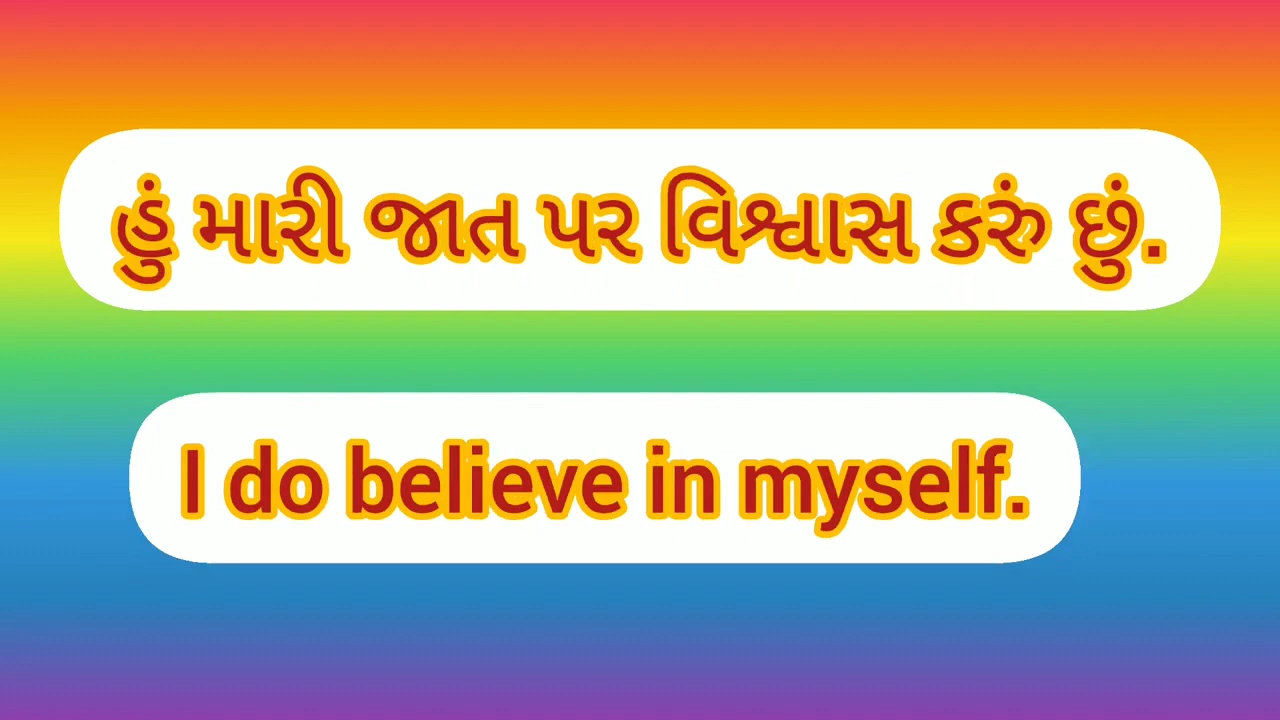 હું મારી જાત પર વિશ્વાસ કરું છું.
I do believe in myself.